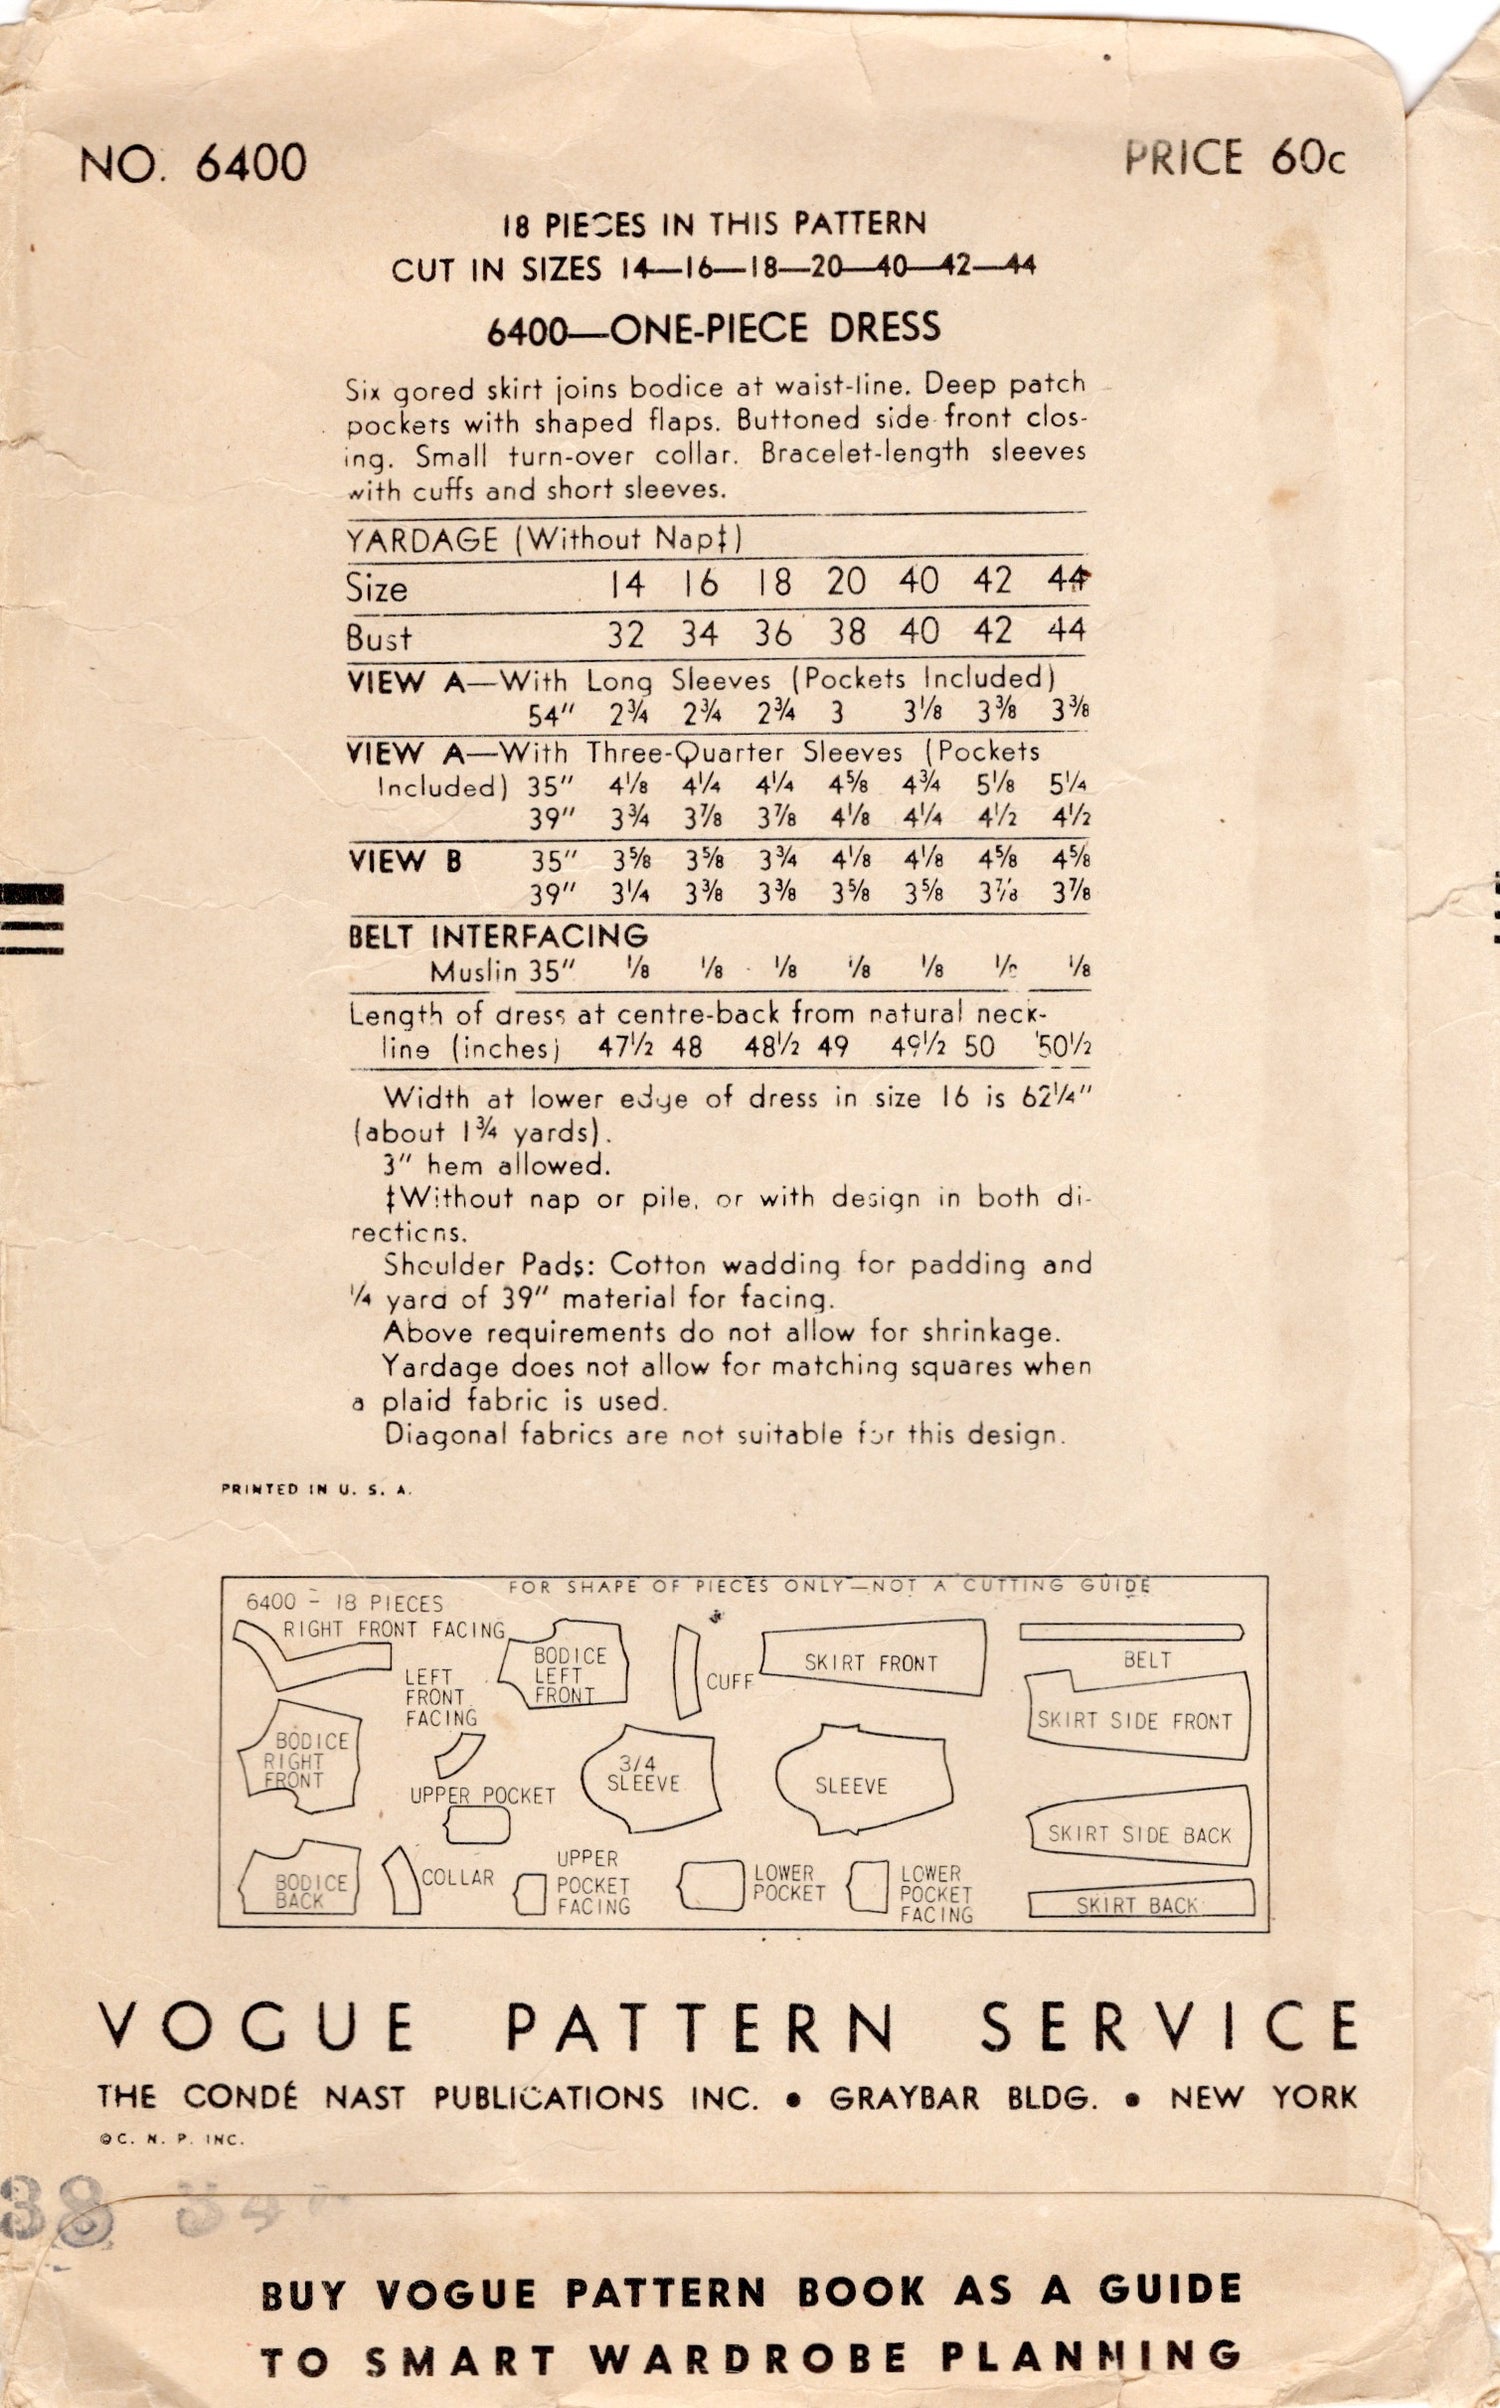 NO. 6400
PRICE 60c
18 PIECES IN THIS PATTERN
CUT IN SIZES 14—16—18—20—40—42—44
6400—ONE-PIECE DRESS
Six gored skirt joins bodice at waist-line. Deep patch
pockets with shaped flaps. Buttoned side front clos-
ing. Small turn-over collar. Bracelet-length sleeves
with cuffs and short sleeves.
YARDAGE (Without Nap‡)
Size 14 16 18 20 40 42 44
Bust 32 34 36 38 40 42 44
VIEW A—With Long Sleeves (Pockets Included)
54" 2¾ 2¾ 2¾ 3 3⅛ 3⅜ 3⅜
VIEW A—With Three-Quarter Sleeves (Pockets
Included) 35" 4⅛ 4¼ 4¼ 4⅝ 4¾ 5⅛ 5¼
39" 3¾ 3⅞ 3⅞ 4⅛ 4¼ 4½ 4½
VIEW B 35" 3⅝ 3⅝ 3¾ 4⅛ 4⅛ 4⅝ 4⅝
39" 3¼ 3⅜ 3⅜ 3⅝ 3⅝ 3⅞ 3⅞
BELT INTERFACING
Muslin 35" ⅛ ⅛ ⅛ ⅛ ⅛ ⅛ ⅛
Length of dress at centre-back from natural neck-
line (inches) 47½ 48 48½ 49 49½ 50 50½
Width at lower edge of dress in size 16 is 62¼"
(about 1¾ yards).
3" hem allowed.
‡Without nap or pile, or with design in both di-
rections.
Shoulder Pads: Cotton wadding for padding and
¼ yard of 39" material for facing.
Above requirements do not allow for shrinkage.
Yardage does not allow for matching squares when
a plaid fabric is used.
Diagonal fabrics are not suitable for this design.
PRINTED IN U. S. A.
FOR SHAPE OF PIECES ONLY—NOT A CUTTING GUIDE
6400 - 18 PIECES
RIGHT FRONT FACING
LEFT
FRONT
FACING
BODICE
LEFT
FRONT
CUFF
SKIRT FRONT
BELT
BODICE
RIGHT
FRONT
UPPER POCKET
3/4
SLEEVE
SLEEVE
SKIRT SIDE FRONT
SKIRT SIDE BACK
BODICE
BACK
COLLAR
UPPER
POCKET
FACING
LOWER
POCKET
LOWER
POCKET
FACING
SKIRT BACK
VOGUE PATTERN SERVICE
THE CONDÉ NAST PUBLICATIONS INC. • GRAYBAR BLDG. • NEW YORK
©C. N. P. INC.
38
BUY VOGUE PATTERN BOOK AS A GUIDE
TO SMART WARDROBE PLANNING